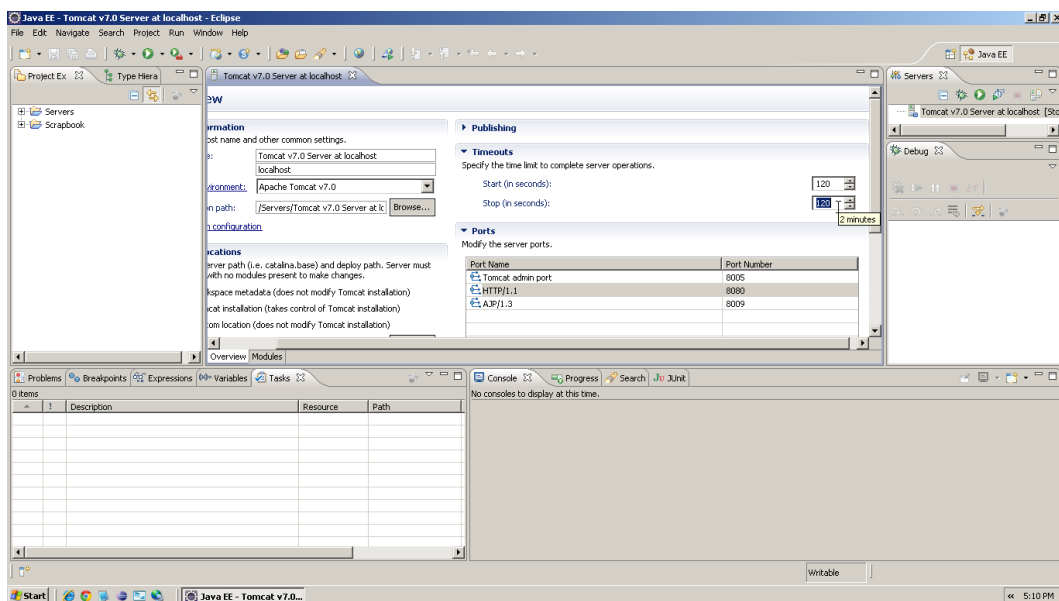 Java EE - Tomcat v7.0 Server at localhost - Eclipse
File Edit Navigate Search Project Run Window Help
Java EE
Project Ex
Type Hiera
Tomcat v7.0 Server at localhost
Servers
Servers
Scrapbook
Tomcat v7.0 Server at localhost [Sto
Debug
ew
ormation
ost name and other common settings.
e: Tomcat v7.0 Server at localhost
localhost
vironment: Apache Tomcat v7.0
n path: /Servers/Tomcat v7.0 Server at lc Browse...
n configuration
ocations
erver path (i.e. catalina.base) and deploy path. Server must
with no modules present to make changes.
kspace metadata (does not modify Tomcat installation)
ncat installation (takes control of Tomcat installation)
tom location (does not modify Tomcat installation)
Publishing
Timeouts
Specify the time limit to complete server operations.
Start (in seconds): 120
Stop (in seconds): 120
2 minutes
Ports
Modify the server ports.
Port Name Port Number
Tomcat admin port 8005
HTTP/1.1 8080
AJP/1.3 8009
Overview Modules
Problems Breakpoints Expressions Variables Tasks
0 items
! Description Resource Path
Console Progress Search JUnit
No consoles to display at this time.
Writable
Start
Java EE - Tomcat v7.0...
5:10 PM